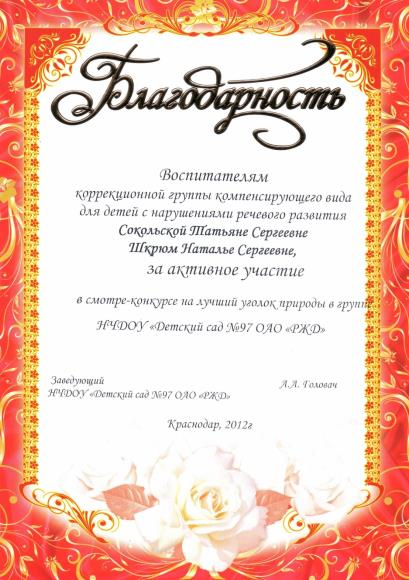 Благодарность
Воспитателям
коррекционной группы компенсирующего вида
для детей с нарушениями речевого развития
Сокольской Татьяне Сергеевне
Шкрюм Наталье Сергеевне,
за активное участие
в смотре-конкурсе на лучший уголок природы в групп
НЧДОУ «Детский сад №97 ОАО «РЖД»
Заведующий А.А. Головач
НЧДОУ «Детский сад №97 ОАО «РЖД»
Краснодар, 2012г